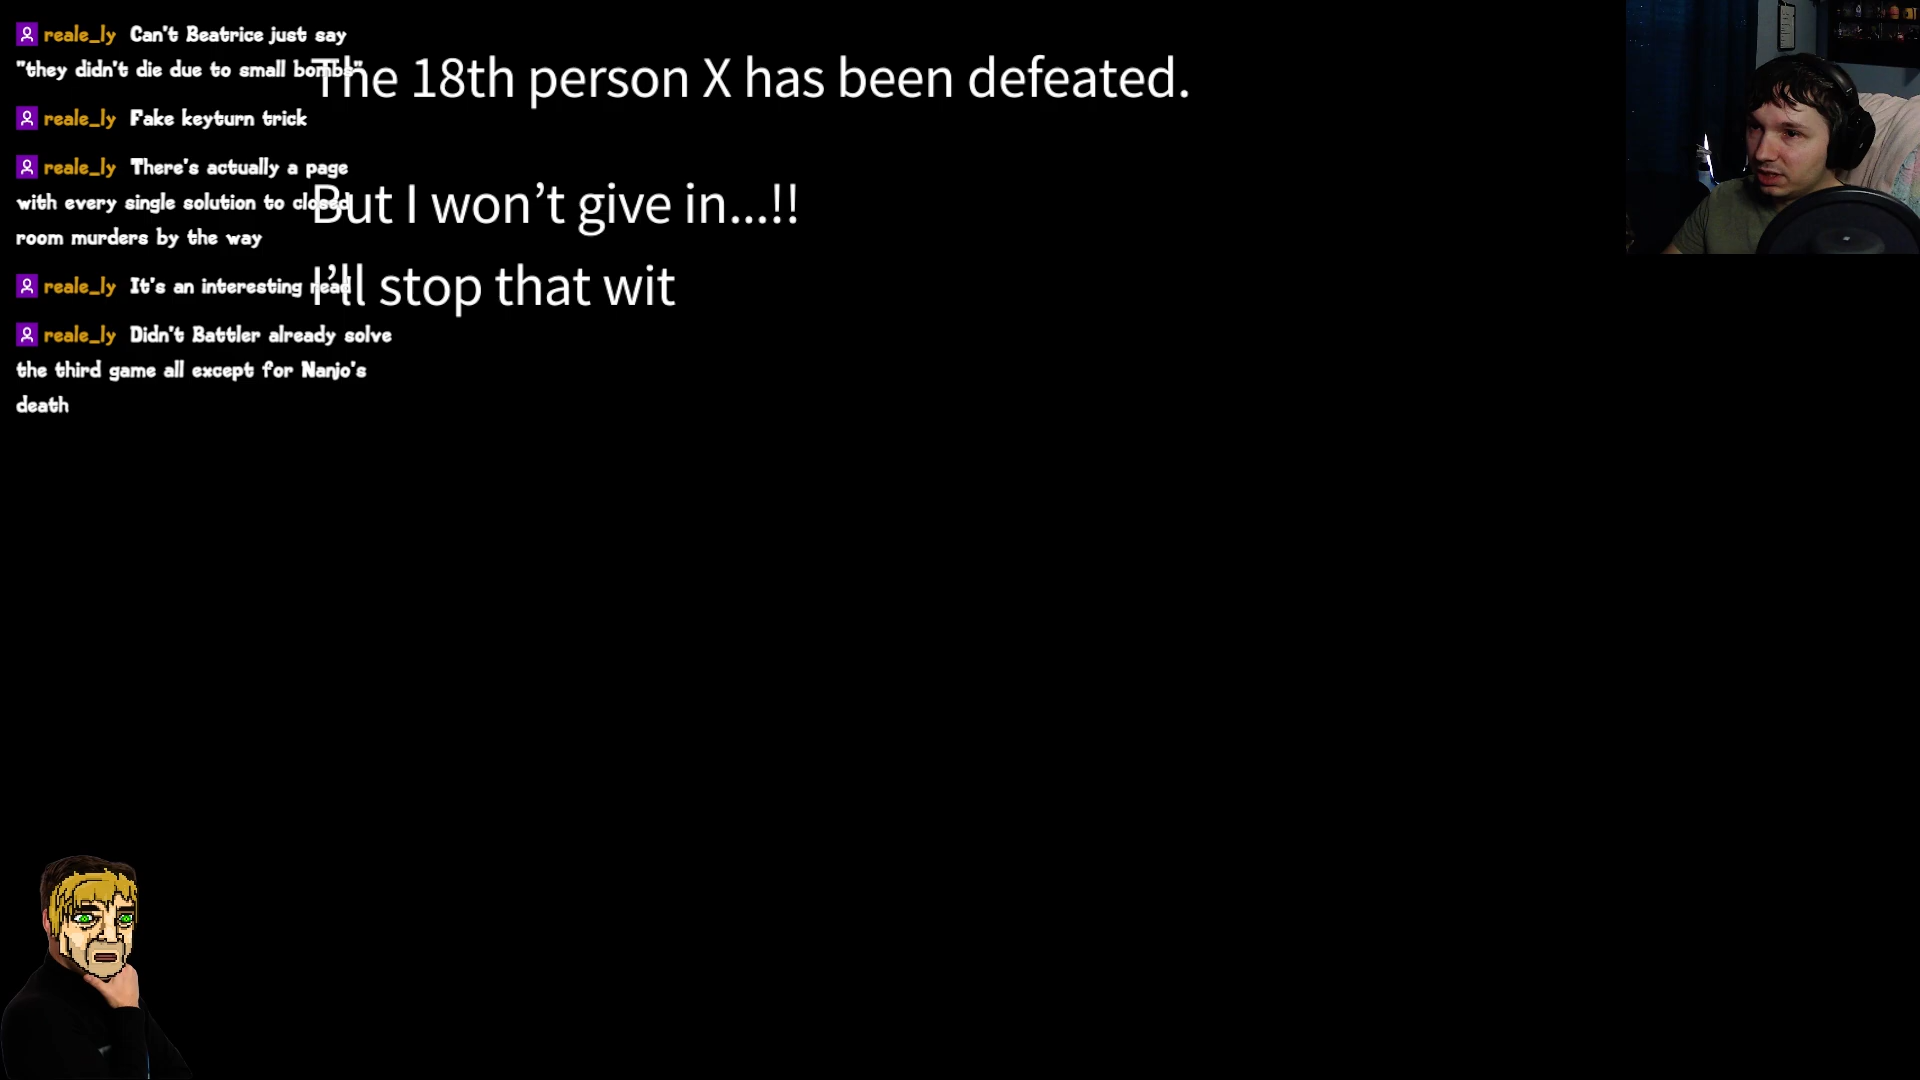 reale_ly Can't Beatrice just say
"they didn't die due to small bombs"
reale_ly Fake keyturn trick
reale_ly There's actually a page
with every single solution to closed
room murders by the way
reale_ly It's an interesting read
reale_ly Didn't Battler already solve
the third game all except for Nanjo's
death
The 18th person X has been defeated.
But I won’t give in...!!
I’ll stop that wit